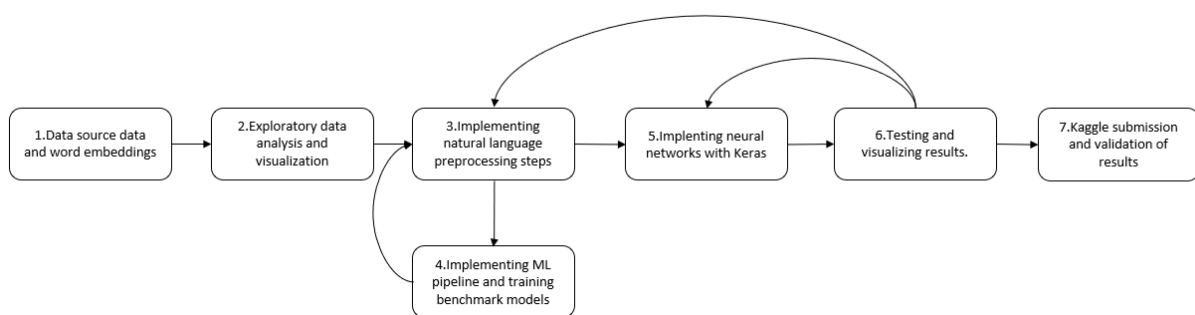 1.Data source data
and word embeddings
2.Exploratory data
analysis and
visualization
3.Implementing
natural language
preprocessing steps
4.Implementing ML
pipeline and training
benchmark models
5.Implenting neural
networks with Keras
6.Testing and
visualizing results.
7.Kaggle submission
and validation of
results